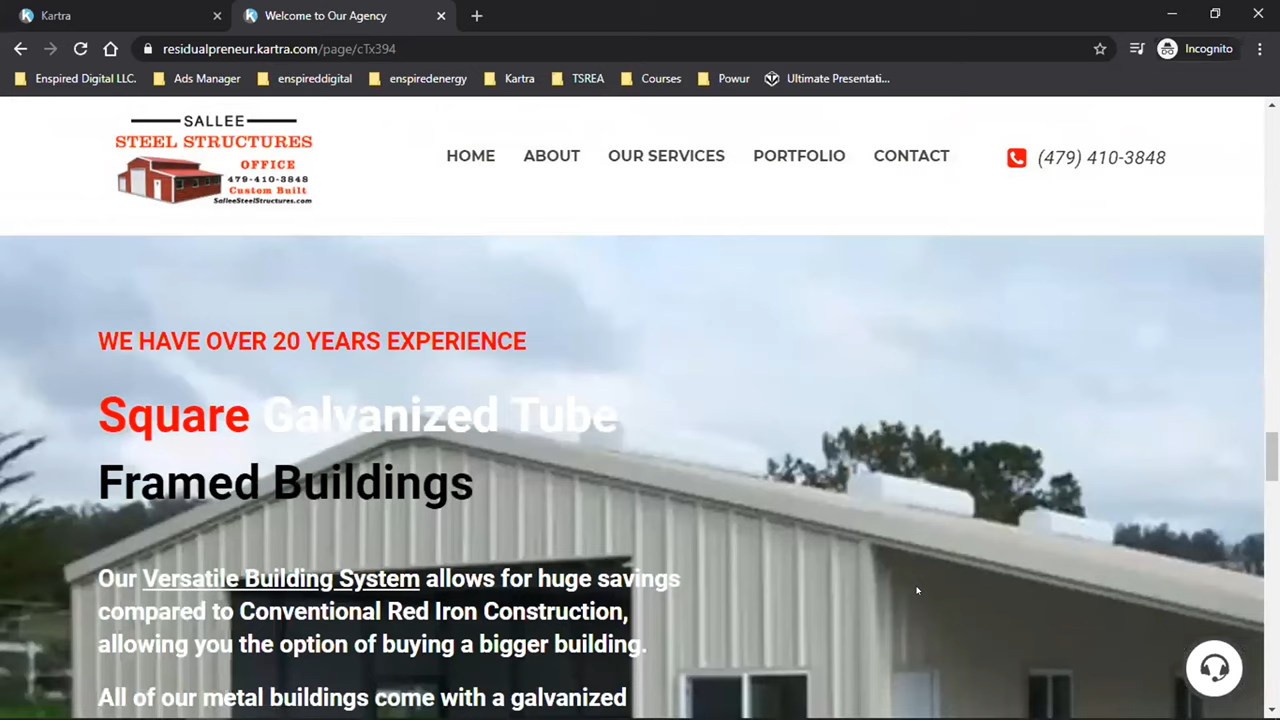 Kartra
Welcome to Our Agency
residualpreneur.kartra.com/page/cTx394
Incognito
Enspired Digital LLC.
Ads Manager
enspireddigital
enspiredenergy
Kartra
TSREA
Courses
Powur
Ultimate Presentati...
SALLEE
STEEL STRUCTURES
OFFICE
479-410-3848
Custom Built
SalleeSteelStructures.com
HOME
ABOUT
OUR SERVICES
PORTFOLIO
CONTACT
(479) 410-3848
WE HAVE OVER 20 YEARS EXPERIENCE
Square Galvanized Tube
Framed Buildings
Our Versatile Building System allows for huge savings
compared to Conventional Red Iron Construction,
allowing you the option of buying a bigger building.
All of our metal buildings come with a galvanized